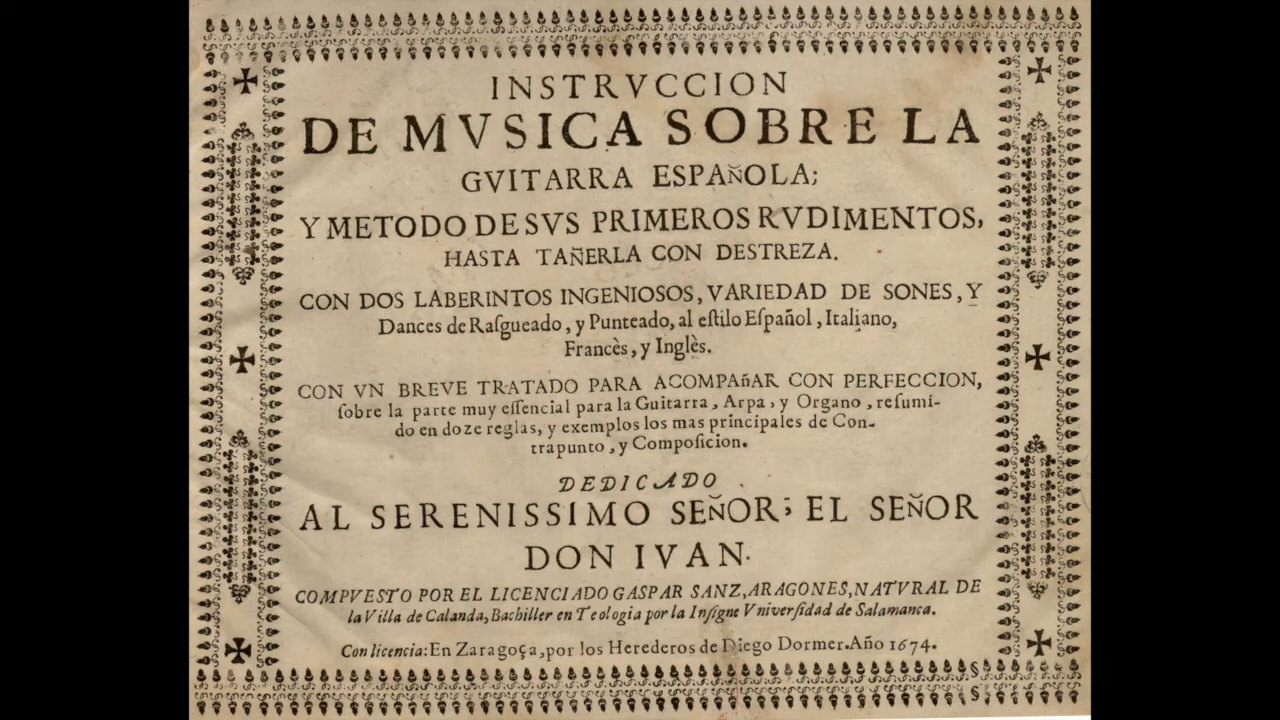 INSTRVCCION
DE MVSICA SOBRE LA
GVITARRA ESPAÑOLA;
Y METODO DE SVS PRIMEROS RVDIMENTOS,
HASTA TAÑERLA CON DESTREZA.
CON DOS LABERINTOS INGENIOSOS, VARIEDAD DE SONES, Y
Dances de Raſgueado, y Punteado, al eſtilo Eſpañol, Italiano,
Francès, y Inglès.
CON VN BREVE TRATADO PARA ACOMPAñAR CON PERFECCION,
ſobre la parte muy eſſencial para la Guitarra, Arpa, y Organo, reſumi-
do en doze reglas, y exemplos los mas principales de Con-
trapunto, y Compoſicion.
DEDICADO
AL SERENISSIMO SEÑOR; EL SEÑOR
DON IVAN.
COMPVESTO POR EL LICENCIADO GASPAR SANZ, ARAGONES, NATVRAL DE
la Villa de Calanda, Bachiller en Teologia por la Inſigne Vniverſidad de Salamanca.
Con licencia: En Zaragoça, por los Herederos de Diego Dormer. Año 1674.